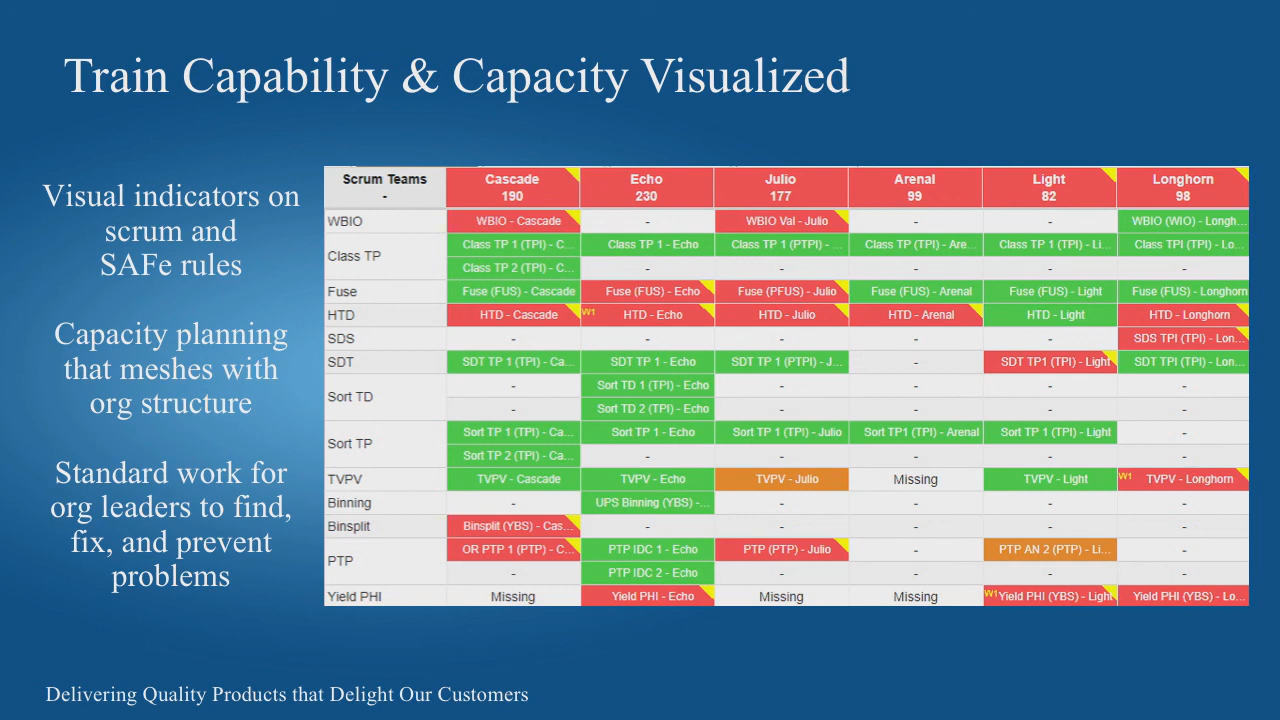 Train Capability & Capacity Visualized
Visual indicators on
scrum and
SAFe rules
Capacity planning
that meshes with
org structure
Standard work for
org leaders to find,
fix, and prevent
problems
Scrum Teams Cascade Echo Julio Arenal Light Longhorn
- 190 230 177 99 82 98
WBIO WBIO - Cascade - WBIO Val - Julio - - WBIO (WIO) - Longh...
Class TP Class TP 1 (TPI) - C... Class TP 1 - Echo Class TP 1 (PTPI) - ... Class TP (TPI) - Are... Class TP 1 (TPI) - Li... Class TPI (TPI) - Lo...
Class TP 2 (TPI) - C... - - - - -
Fuse Fuse (FUS) - Cascade Fuse (FUS) - Echo Fuse (PFUS) - Julio Fuse (FUS) - Arenal Fuse (FUS) - Light Fuse (FUS) - Longhorn
HTD HTD - Cascade W1 HTD - Echo HTD - Julio HTD - Arenal HTD - Light HTD - Longhorn
SDS - - - - - SDS TPI (TPI) - Lon...
SDT SDT TP 1 (TPI) - Ca... SDT TP 1 - Echo SDT TP 1 (PTPI) - J... - SDT TP1 (TPI) - Light SDT TPI (TPI) - Lon...
Sort TD - Sort TD 1 (TPI) - Echo - - - -
- Sort TD 2 (TPI) - Echo - - - -
Sort TP Sort TP 1 (TPI) - Ca... Sort TP 1 - Echo Sort TP 1 (TPI) - Julio Sort TP1 (TPI) - Arenal Sort TP 1 (TPI) - Light -
Sort TP 2 (TPI) - Ca... - - - - -
TVPV TVPV - Cascade TVPV - Echo TVPV - Julio Missing TVPV - Light W1 TVPV - Longhorn
Binning - UPS Binning (YBS) -... - - - -
Binsplit Binsplit (YBS) - Cas... - - - - -
PTP OR PTP 1 (PTP) - C... PTP IDC 1 - Echo PTP (PTP) - Julio - PTP AN 2 (PTP) - Li... -
- PTP IDC 2 - Echo - - - -
Yield PHI Missing Yield PHI - Echo Missing Missing W1 Yield PHI (YBS) - Light Yield PHI (YBS) - Lo...
Delivering Quality Products that Delight Our Customers